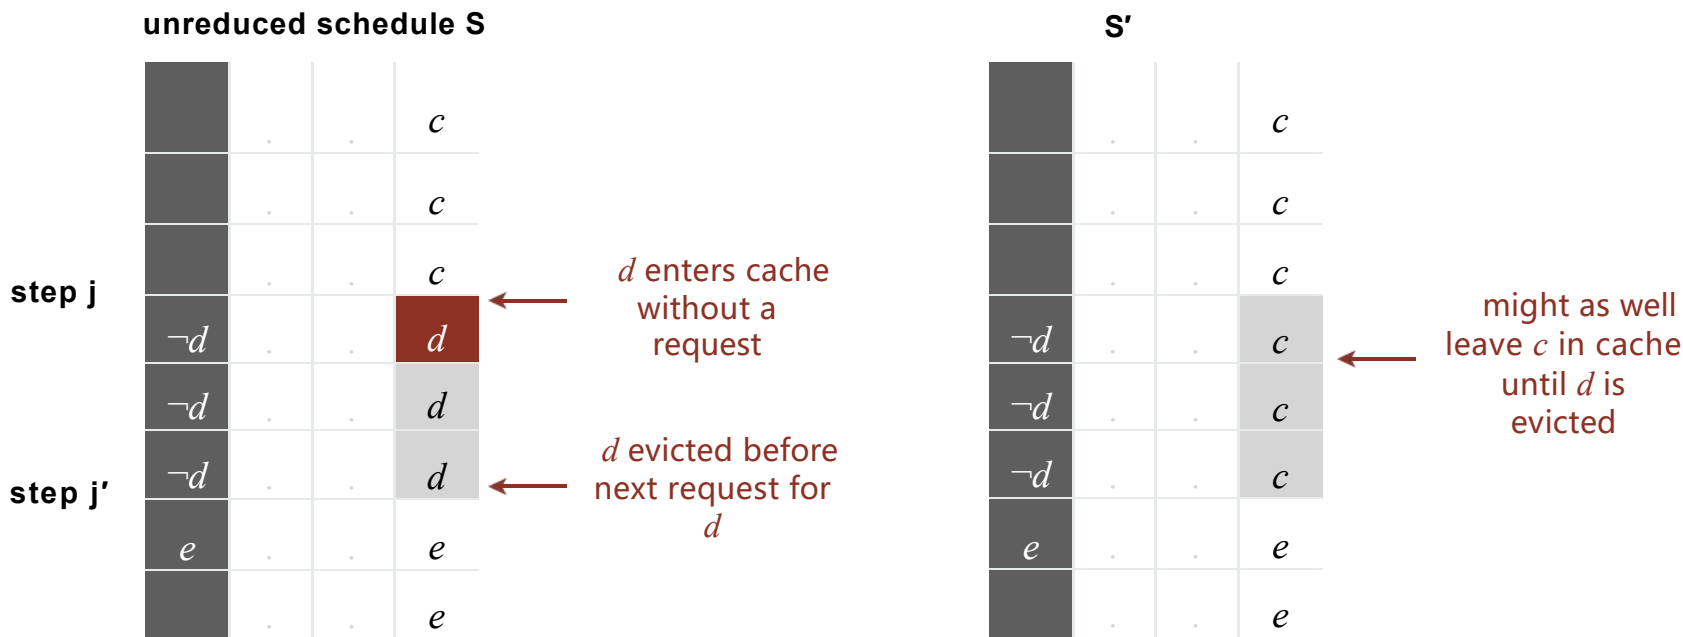 unreduced schedule S
S′
. . c
. . c
. . c
. . c
. . c
. . c
step j
d enters cache
without a
request
¬d . . d
¬d . . c
might as well
leave c in cache
until d is
evicted
¬d . . d
¬d . . c
step j′
¬d . . d
¬d . . c
d evicted before
next request for
d
e . . e
e . . e
. . e
. . e